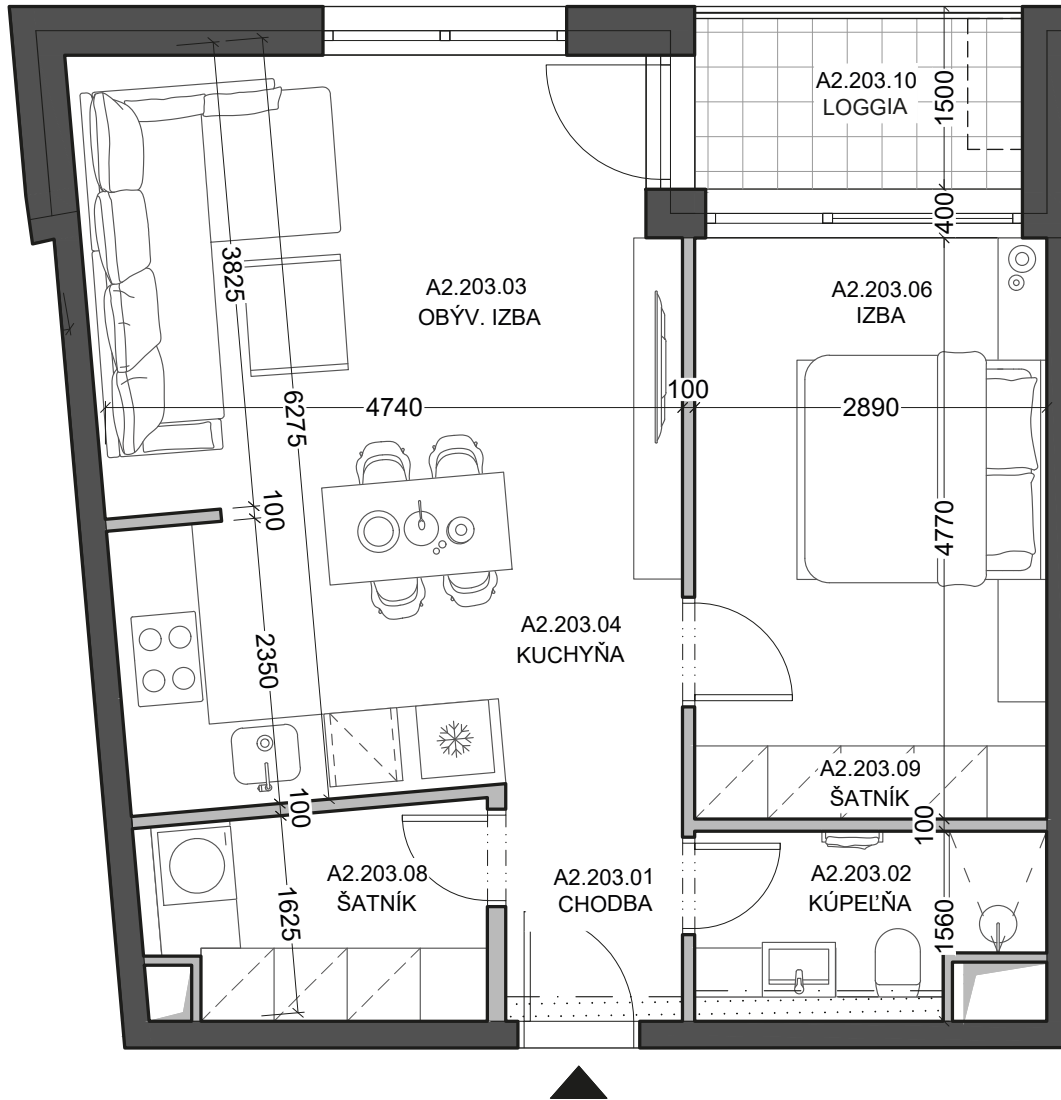 A2.203.10
LOGGIA
1500
400
3825
A2.203.03
OBÝV. IZBA
A2.203.06
IZBA
6275
4740
100
2890
100
4770
A2.203.04
KUCHYŇA
2350
A2.203.09
ŠATNÍK
100
100
A2.203.08
ŠATNÍK
1625
A2.203.01
CHODBA
A2.203.02
KÚPEĽŇA
1560